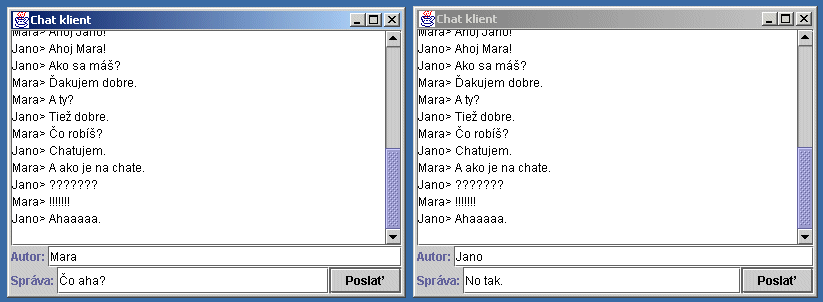 Chat klient
Mara> Ahoj Jano!
Jano> Ahoj Mara!
Jano> Ako sa máš?
Mara> Ďakujem dobre.
Mara> A ty?
Jano> Tiež dobre.
Mara> Čo robíš?
Jano> Chatujem.
Mara> A ako je na chate.
Jano> ???????
Mara> !!!!!!!
Jano> Ahaaaaa.
Autor: Mara
Správa: Čo aha? Poslať
Chat klient
Mara> Ahoj Jano!
Jano> Ahoj Mara!
Jano> Ako sa máš?
Mara> Ďakujem dobre.
Mara> A ty?
Jano> Tiež dobre.
Mara> Čo robíš?
Jano> Chatujem.
Mara> A ako je na chate.
Jano> ???????
Mara> !!!!!!!
Jano> Ahaaaaa.
Autor: Jano
Správa: No tak. Poslať